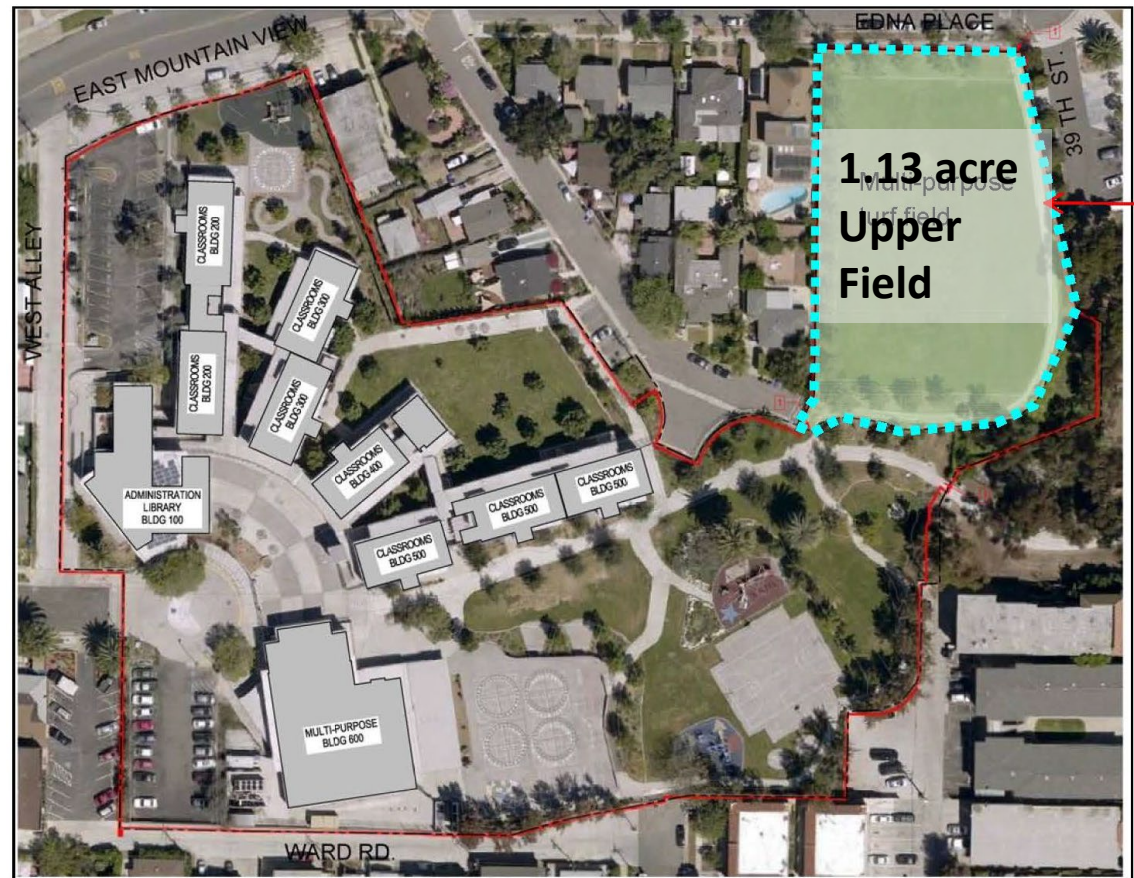 EAST MOUNTAIN VIEW
EDNA PLACE
39 TH ST.
1.13 acre
Multi-purpose
Upper
turf field
Field
WEST ALLEY
CLASSROOMS
BLDG 200
CLASSROOMS
BLDG 300
CLASSROOMS
BLDG 200
CLASSROOMS
BLDG 300
CLASSROOMS
BLDG 400
ADMINISTRATION
LIBRARY
BLDG 100
CLASSROOMS
BLDG 500
CLASSROOMS
BLDG 500
CLASSROOMS
BLDG 500
MULTI-PURPOSE
BLDG 600
WARD RD.